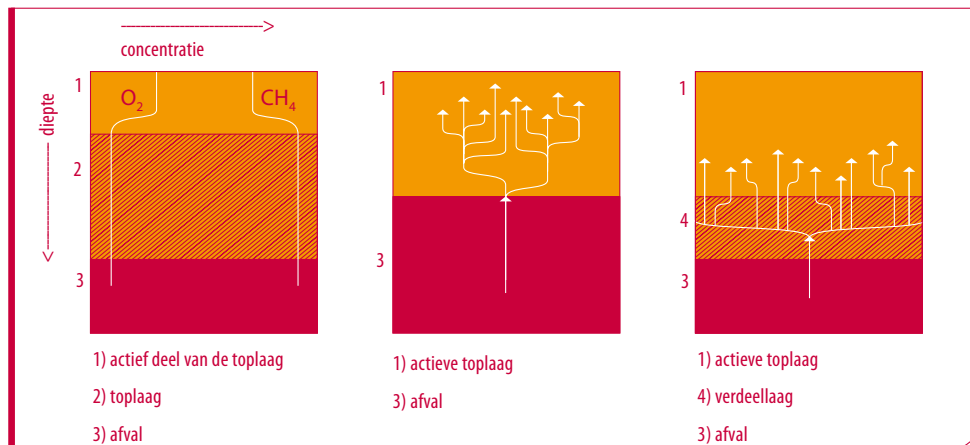 concentratie
diepte
1
O2
CH4
2
3
1) actief deel van de toplaag
2) toplaag
3) afval
1
3
1) actieve toplaag
3) afval
1
4
3
1) actieve toplaag
4) verdeellaag
3) afval